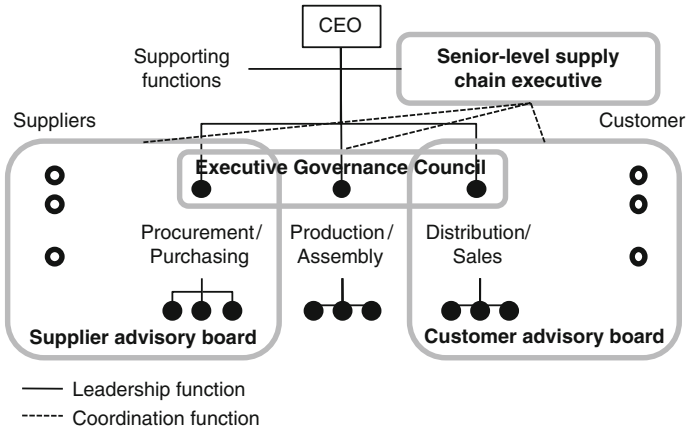 CEO
Supporting
functions
Senior-level supply
chain executive
Suppliers
Customer
Executive Governance Council
Procurement/
Purchasing
Production/
Assembly
Distribution/
Sales
Supplier advisory board
Customer advisory board
Leadership function
Coordination function